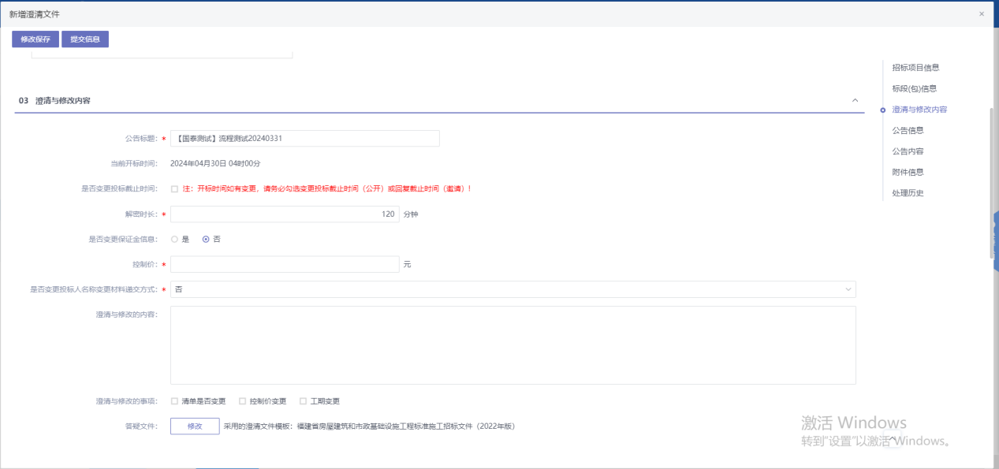 新增澄清文件
×
修改保存 提交信息
招标项目信息
标段(包)信息
澄清与修改内容
公告信息
公告内容
附件信息
处理历史
03 澄清与修改内容
公告标题： * 【国泰测试】流程测试20240331
当前开标时间： 2024年04月30日 04时00分
是否变更投标截止时间： 注：开标时间如有变更，请务必勾选变更投标截止时间（公开）或回复截止时间（邀请）！
解密时长： * 120 分钟
是否变更保证金信息： 是 否
控制价： * 元
是否变更投标人名称变更材料递交方式： * 否
澄清与修改的内容：
澄清与修改的事项： 清单是否变更 控制价变更 工期变更
答疑文件： 修改 采用的澄清文件模板：福建省房屋建筑和市政基础设施工程标准施工招标文件（2022年版）
激活 Windows
转到"设置"以激活 Windows。